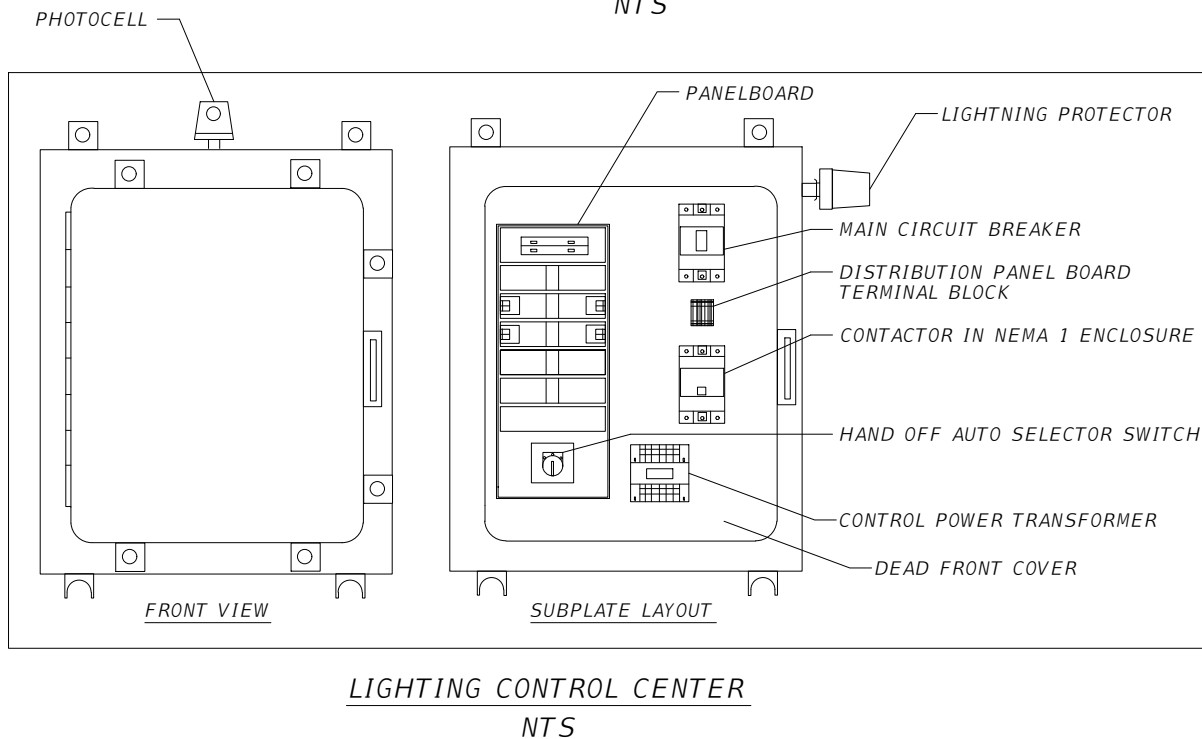 NTS
PHOTOCELL
PANELBOARD
LIGHTNING PROTECTOR
MAIN CIRCUIT BREAKER
DISTRIBUTION PANEL BOARD
TERMINAL BLOCK
CONTACTOR IN NEMA 1 ENCLOSURE
HAND OFF AUTO SELECTOR SWITCH
CONTROL POWER TRANSFORMER
DEAD FRONT COVER
FRONT VIEW
SUBPLATE LAYOUT
LIGHTING CONTROL CENTER
NTS